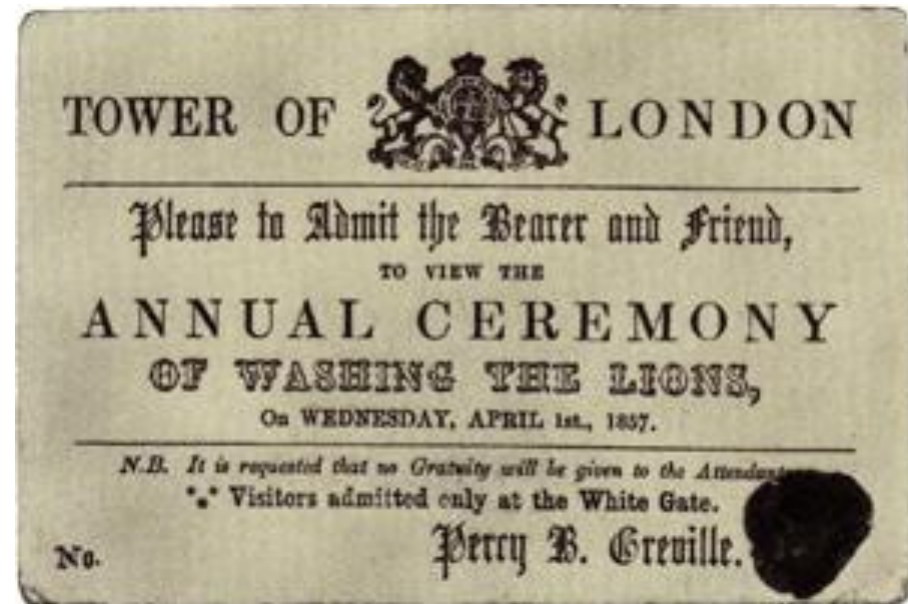 TOWER OF LONDON
Please to Admit the Bearer and Friend,
TO VIEW THE
ANNUAL CEREMONY
OF WASHING THE LIONS,
On WEDNESDAY, APRIL 1st., 1857.
N.B. It is requested that no Gratuity will be given to the
*⁎* Visitors admitted only at the White Gate.
No. Perry B. Greville.